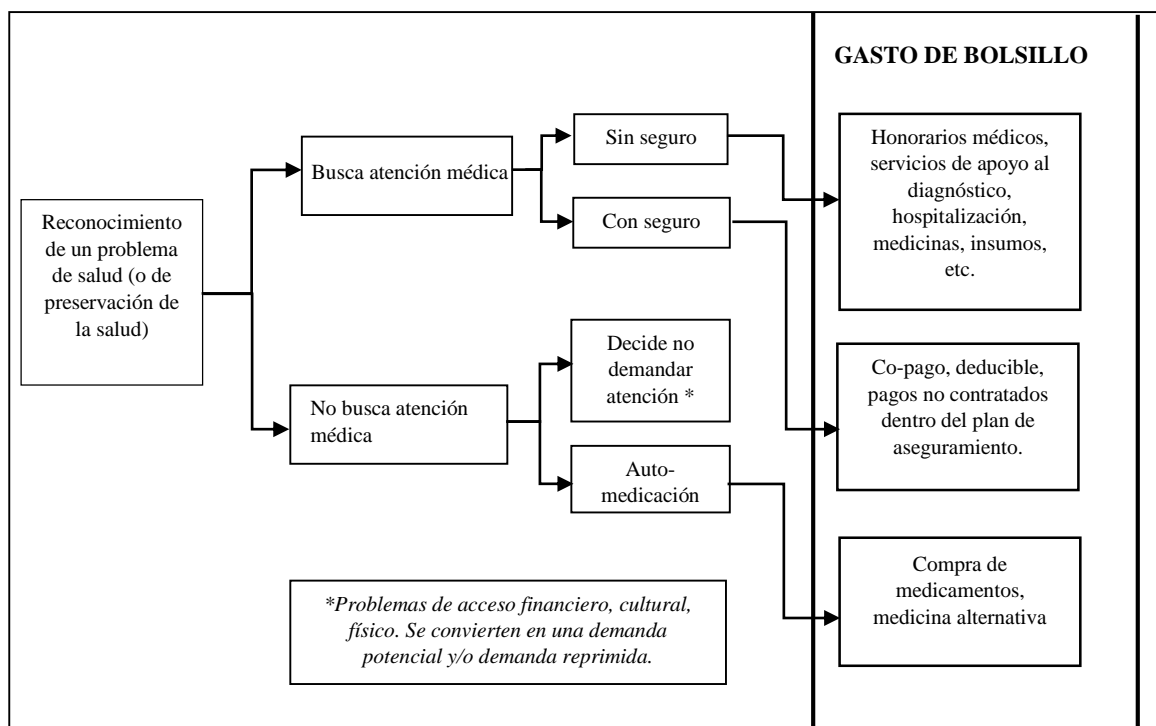 GASTO DE BOLSILLO
Reconocimiento
de un problema
de salud (o de
preservación de
la salud)
Busca atención médica
Sin seguro
Con seguro
Honorarios médicos,
servicios de apoyo al
diagnóstico,
hospitalización,
medicinas, insumos,
etc.
No busca atención
médica
Decide no
demandar
atención *
Auto-
medicación
Co-pago, deducible,
pagos no contratados
dentro del plan de
aseguramiento.
Compra de
medicamentos,
medicina alternativa
*Problemas de acceso financiero, cultural,
físico. Se convierten en una demanda
potencial y/o demanda reprimida.